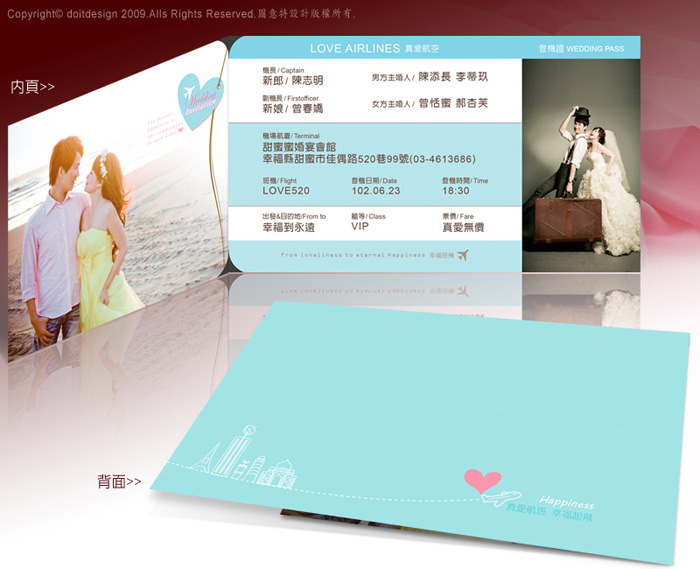 Copyright© doitdesign 2009.Alls Rights Reserved.圖意特設計版權所有.
內頁>>
Wedding
Invitation
LOVE AIRLINES 真愛航空
登機證 WEDDING PASS
機長/Captain
新郎/ 陳志明
男方主婚人/ 陳添長 李蒂玖
副機長/Firstofficer
新娘/ 曾春嬌
女方主婚人/ 曾恬蜜 郝杏芙
機場航廈/Terminal
甜蜜蜜婚宴會館
幸福縣甜蜜市佳偶路520巷99號(03-4613686)
班機/Flight
登機日期/Date
登機時間/Time
LOVE520
102.06.23
18:30
出發&目的地/From to
艙等/Class
票價/Fare
幸福到永遠
VIP
真愛無價
From loneliness to eternal happiness 幸福飛機
背面>>
Happiness
真愛航班 幸福起飛